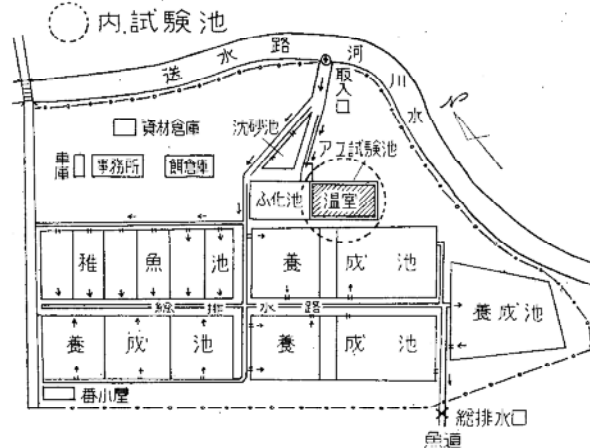 内.試験池
送水路
河川水
取入口
N
沈砂池
アユ試験池
資材倉庫
車庫
事務所
餌倉庫
ふ化池
温室
稚魚池
養成池
総排水路
養成池
養成池
養成池
番小屋
総排水口
魚道